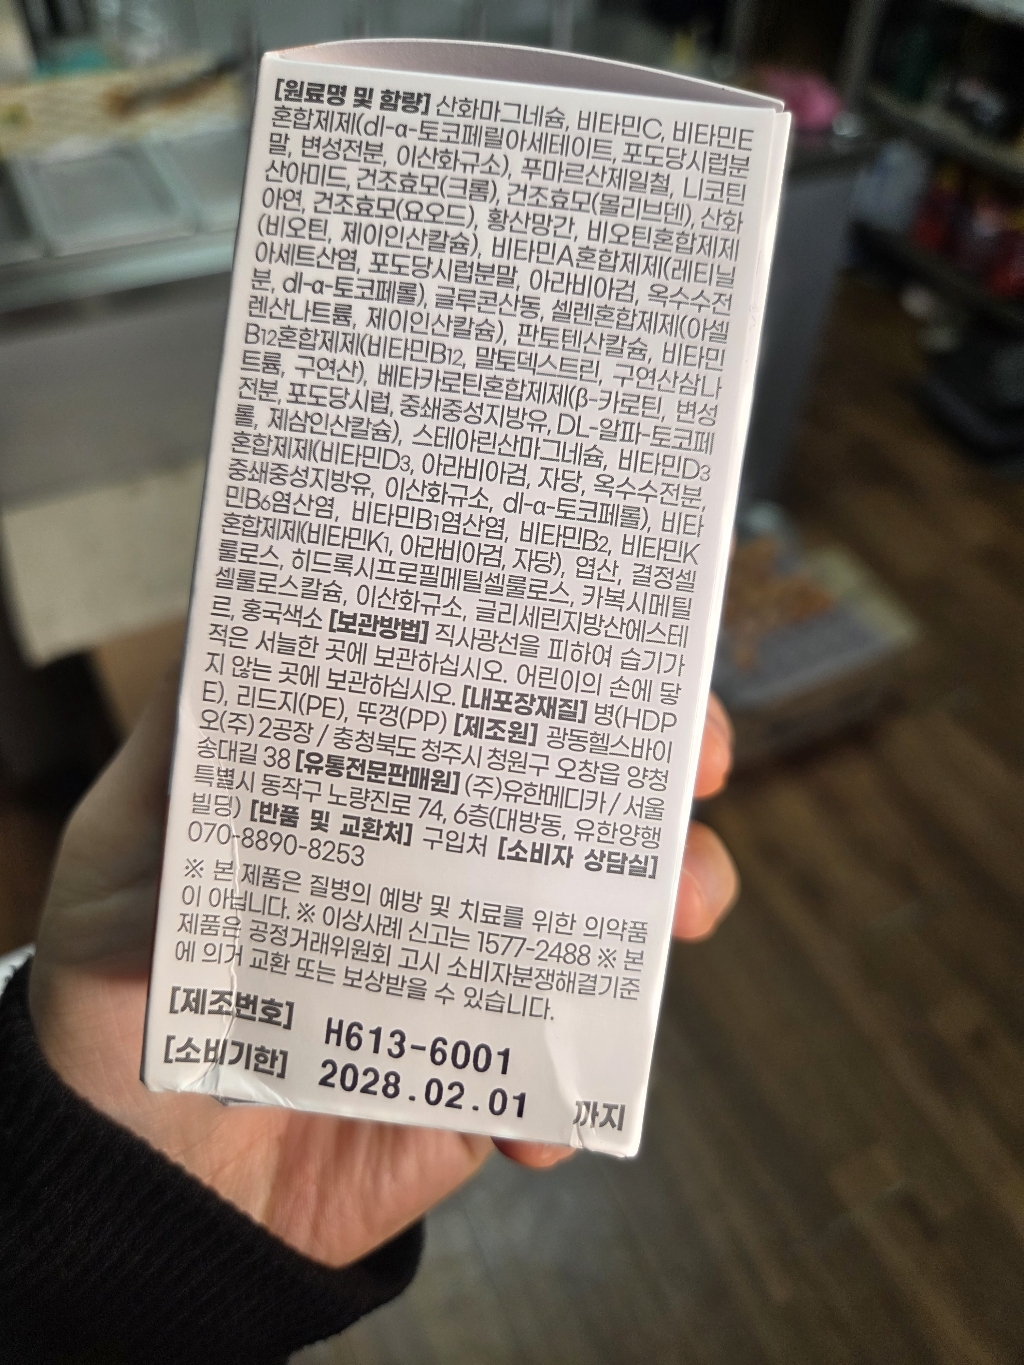 [원료명 및 함량] 산화마그네슘, 비타민C, 비타민E
혼합제제(dl-α-토코페릴아세테이트, 포도당시럽분
말, 변성전분, 이산화규소), 푸마르산제일철, 니코틴
산아미드, 건조효모(크롬), 건조효모(몰리브덴), 산화
아연, 건조효모(요오드), 황산망간, 비오틴혼합제제
(비오틴, 제이인산칼슘), 비타민A혼합제제(레티닐
아세트산염, 포도당시럽분말, 아라비아검, 옥수수전
분, dl-α-토코페롤), 글루콘산동, 셀렌혼합제제(아셀
렌산나트륨, 제이인산칼슘), 판토텐산칼슘, 비타민
B12혼합제제(비타민B12, 말토덱스트린, 구연산삼나
트륨, 구연산), 베타카로틴혼합제제(β-카로틴, 변성
전분, 포도당시럽, 중쇄중성지방유, DL-알파-토코페
롤, 제삼인산칼슘), 스테아린산마그네슘, 비타민D3
혼합제제(비타민D3, 아라비아검, 자당, 옥수수전분,
중쇄중성지방유, 이산화규소, dl-α-토코페롤), 비타
민B6염산염, 비타민B1염산염, 비타민B2, 비타민K
혼합제제(비타민K1, 아라비아검, 자당), 엽산, 결정셀
룰로스, 히드록시프로필메틸셀룰로스, 카복시메틸
셀룰로스칼슘, 이산화규소, 글리세린지방산에스테
르, 홍국색소 [보관방법] 직사광선을 피하여 습기가
적은 서늘한 곳에 보관하십시오. 어린이의 손에 닿
지 않는 곳에 보관하십시오. [내포장재질] 병(HDP
E), 리드지(PE), 뚜껑(PP) [제조원] 광동헬스바이
오(주) 2공장 / 충청북도 청주시 청원구 오창읍 양청
송대길 38 [유통전문판매원] (주)유한메디카 / 서울
특별시 동작구 노량진로 74, 6층(대방동, 유한양행
빌딩) [반품 및 교환처] 구입처 [소비자 상담실]
070-8890-8253
※ 본 제품은 질병의 예방 및 치료를 위한 의약품
이 아닙니다. ※ 이상사례 신고는 1577-2488 ※ 본
제품은 공정거래위원회 고시 소비자분쟁해결기준
에 의거 교환 또는 보상받을 수 있습니다.
[제조번호] H613-6001
[소비기한] 2028.02.01 까지